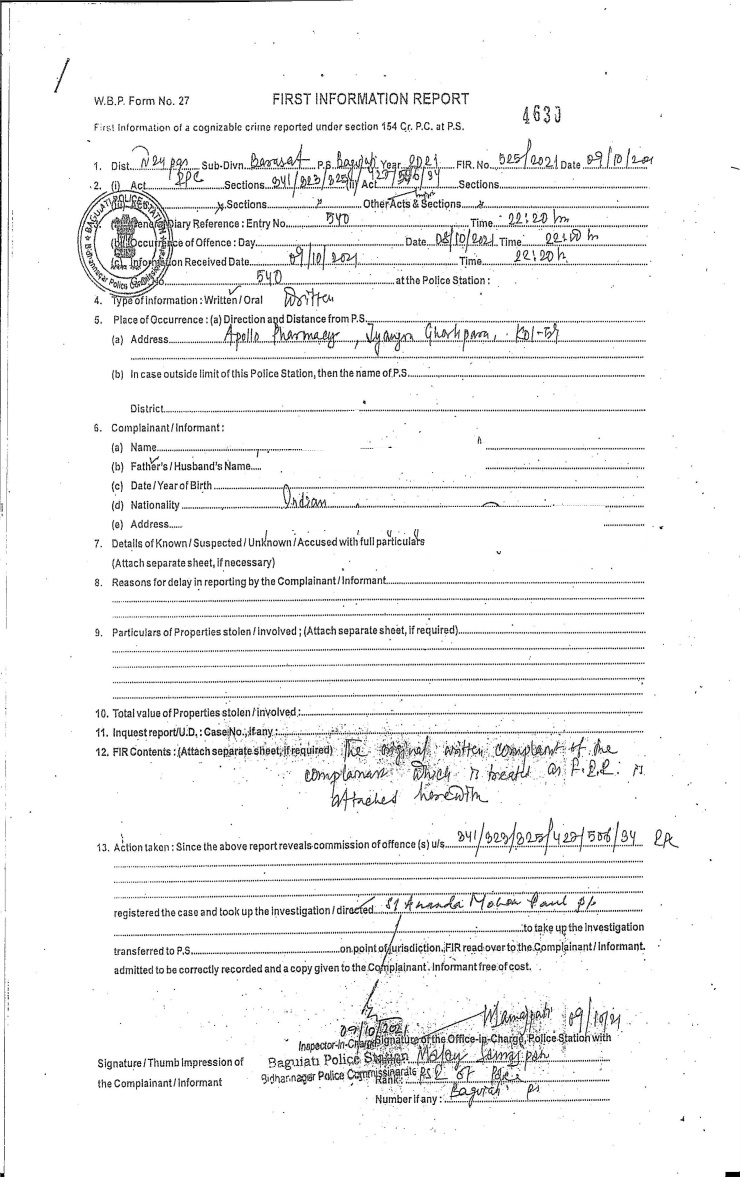 W.B.P. Form No. 27 FIRST INFORMATION REPORT 4630
First Information of a cognizable crime reported under section 154 Cr. P.C. at P.S.
1. Dist. N 24 pgs Sub-Divn. Barasat P.S. Baguiati Year 2021 FIR. No. 525/2021 Date 09/10/2021
2. (i) Act IPC Sections 341/323/325/ (ii) Act 427/506/34 Sections
Sections x Other Acts & Sections x
General Diary Reference : Entry No. 540 Time 22:20 hr
(b) Occurrence of Offence : Day Date 08/10/2021 Time 22:00 h
(c) Information Received Date 09/10/2021 Time 22:20 h
No. 540 at the Police Station :
4. Type of Information : Written / Oral Written
5. Place of Occurrence : (a) Direction and Distance from P.S.
(a) Address Apollo Pharmacy, Jyangra Ghoshpara, Kol-59
(b) In case outside limit of this Police Station, then the name of P.S
District
6. Complainant / Informant :
(a) Name
(b) Father's / Husband's Name
(c) Date / Year of Birth
(d) Nationality Indian
(e) Address
7. Details of Known / Suspected / Unknown / Accused with full particulars
(Attach separate sheet, if necessary)
8. Reasons for delay in reporting by the Complainant / Informant
9. Particulars of Properties stolen / involved ; (Attach separate sheet, if required)
10. Total value of Properties stolen / involved :
11. Inquest report / U.D. : Case No., if any :
12. FIR Contents : (Attach separate sheet, if required) The original written complaint of the
complainant which is treated as F.I.R. is
attached herewith
13. Action taken : Since the above report reveals commission of offence (s) u/s. 341/323/325/427/506/34 IPC
registered the case and took up the Investigation / directed SI Ananda Mohan Paul
to take up the Investigation
transferred to P.S. on point of jurisdiction. FIR read over to the Complainant / Informant.
admitted to be correctly recorded and a copy given to the Complainant. Informant free of cost.
09/10/2021 09/10/21
Inspector-in-Charge Signature of the Office-in-Charge, Police Station with
Signature / Thumb Impression of Baguiati Police Station
the Complainant / Informant Bidhannagar Police Commissionerate Rank:
Number if any : Baguiati PS
BAGUIATI POLICE STATION
Bidhannagar Police Commissionerate